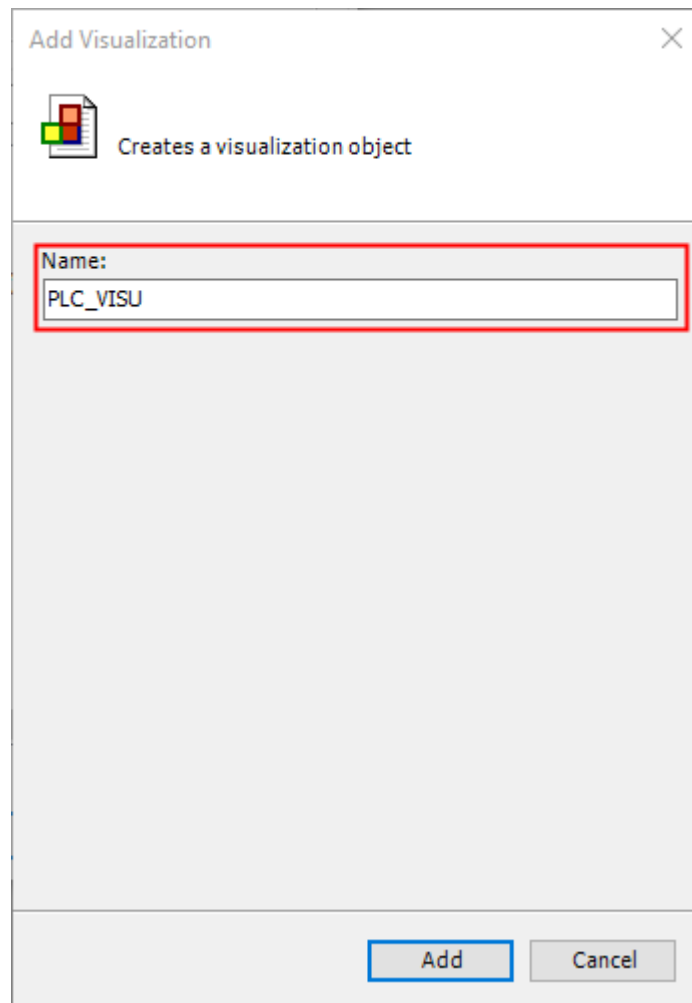 Add Visualization
Creates a visualization object
Name:
PLC_VISU
Add
Cancel